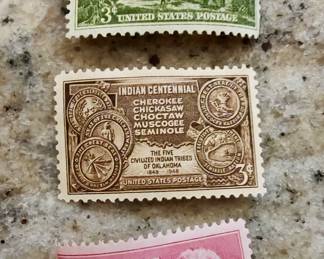 3¢
UNITED STATES POSTAGE
INDIAN CENTENNIAL
CHEROKEE
CHICKASAW
CHOCTAW
MUSCOGEE
SEMINOLE
THE FIVE
CIVILIZED INDIAN TRIBES
OF OKLAHOMA
1848 1948
3¢
UNITED STATES POSTAGE